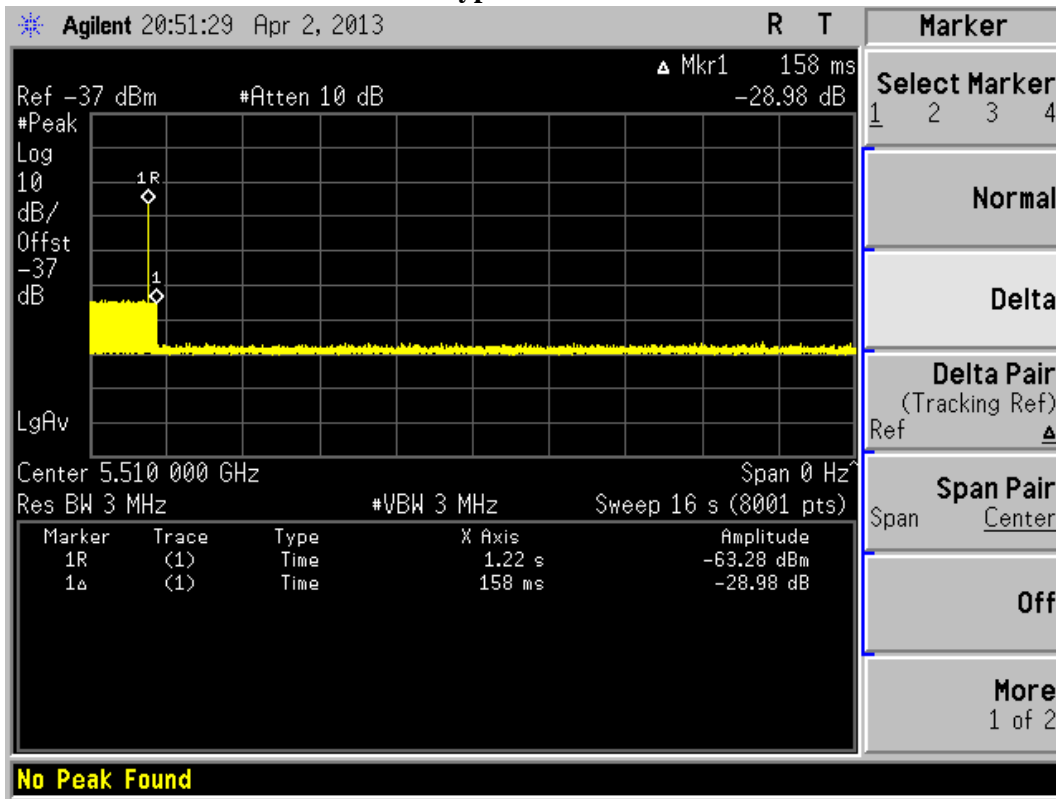 Agilent 20:51:29 Apr 2, 2013 R T
Marker
▵ Mkr1 158 ms
Ref -37 dBm #Atten 10 dB -28.98 dB
#Peak
Log
10
dB/
Offst
-37
dB
1R
1
LgAv
Center 5.510 000 GHz Span 0 Hz^
Res BW 3 MHz #VBW 3 MHz Sweep 16 s (8001 pts)
Marker Trace Type X Axis Amplitude
1R (1) Time 1.22 s -63.28 dBm
1▵ (1) Time 158 ms -28.98 dB
No Peak Found
Select Marker
1 2 3 4
Normal
Delta
Delta Pair
(Tracking Ref)
Ref ▵
Span Pair
Span Center
Off
More
1 of 2